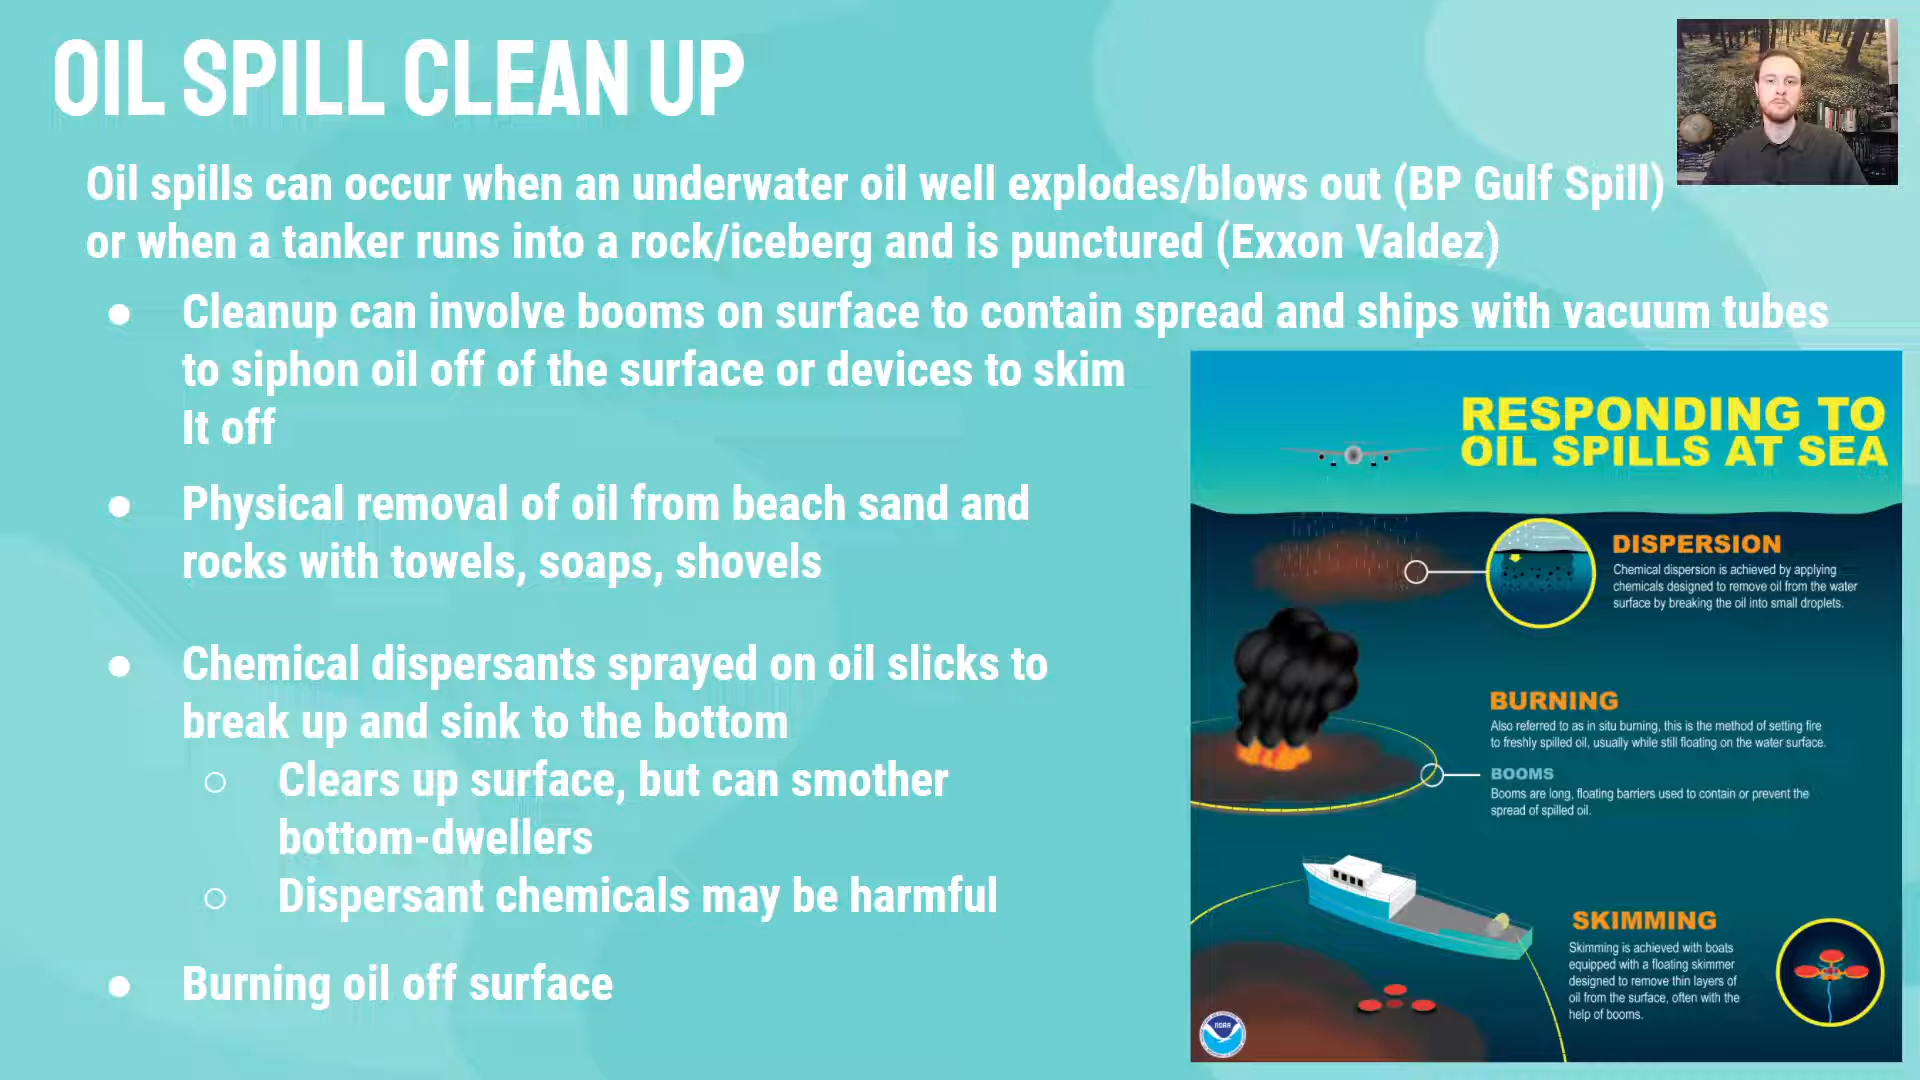 OIL SPILL CLEAN UP
Oil spills can occur when an underwater oil well explodes/blows out (BP Gulf Spill)
or when a tanker runs into a rock/iceberg and is punctured (Exxon Valdez)
● Cleanup can involve booms on surface to contain spread and ships with vacuum tubes
to siphon oil off of the surface or devices to skim
It off
● Physical removal of oil from beach sand and
rocks with towels, soaps, shovels
● Chemical dispersants sprayed on oil slicks to
break up and sink to the bottom
○ Clears up surface, but can smother
bottom-dwellers
○ Dispersant chemicals may be harmful
● Burning oil off surface
RESPONDING TO
OIL SPILLS AT SEA
DISPERSION
Chemical dispersion is achieved by applying
chemicals designed to remove oil from the water
surface by breaking the oil into small droplets.
BURNING
Also referred to as in situ burning, this is the method of setting fire
to freshly spilled oil, usually while still floating on the water surface.
BOOMS
Booms are long, floating barriers used to contain or prevent the
spread of spilled oil.
SKIMMING
Skimming is achieved with boats
equipped with a floating skimmer
designed to remove thin layers of
oil from the surface, often with the
help of booms.
NOAA